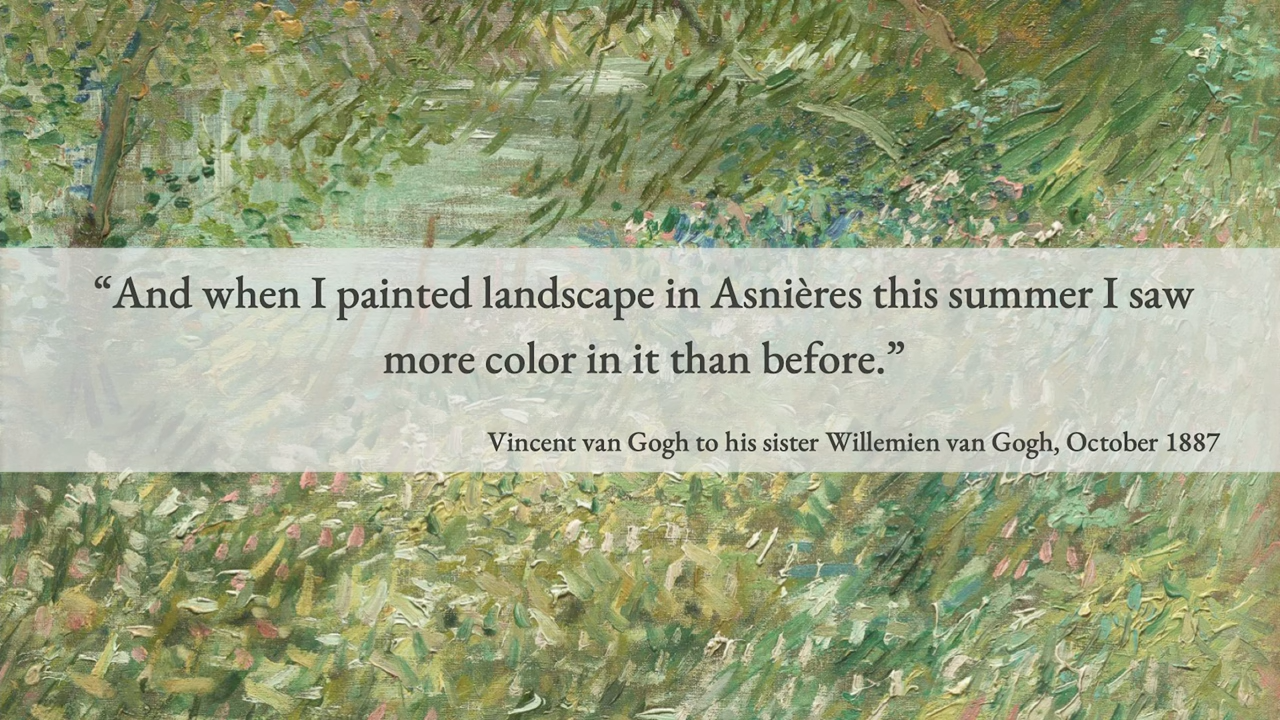 “And when I painted landscape in Asnières this summer I saw
more color in it than before.”
Vincent van Gogh to his sister Willemien van Gogh, October 1887